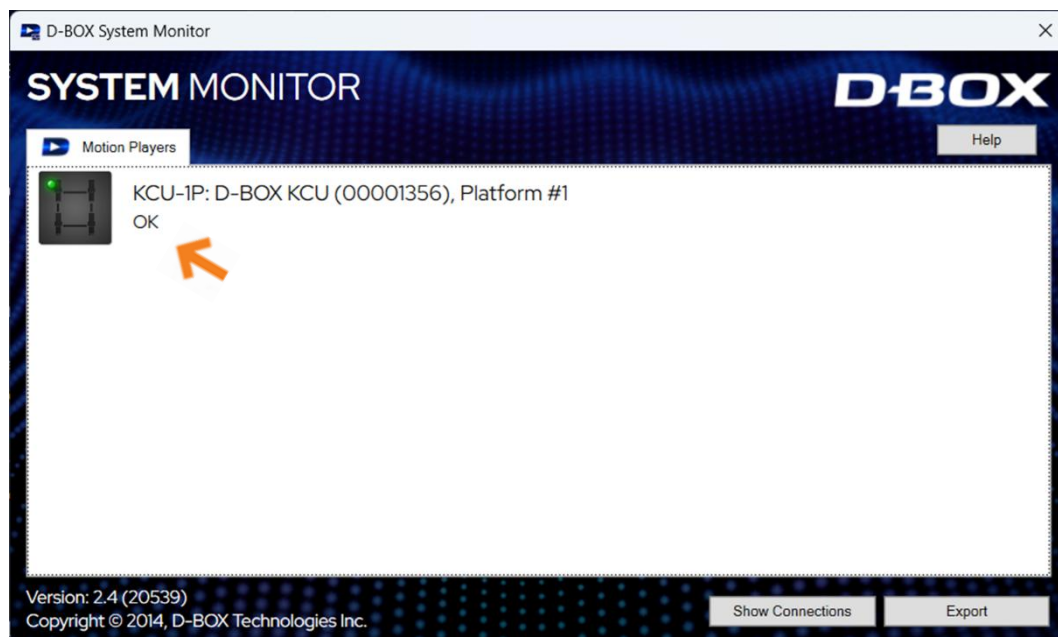 D-BOX System Monitor
SYSTEM MONITOR
D-BOX
Motion Players
Help
KCU-1P: D-BOX KCU (00001356), Platform #1
OK
Version: 2.4 (20539)
Copyright © 2014, D-BOX Technologies Inc.
Show Connections
Export